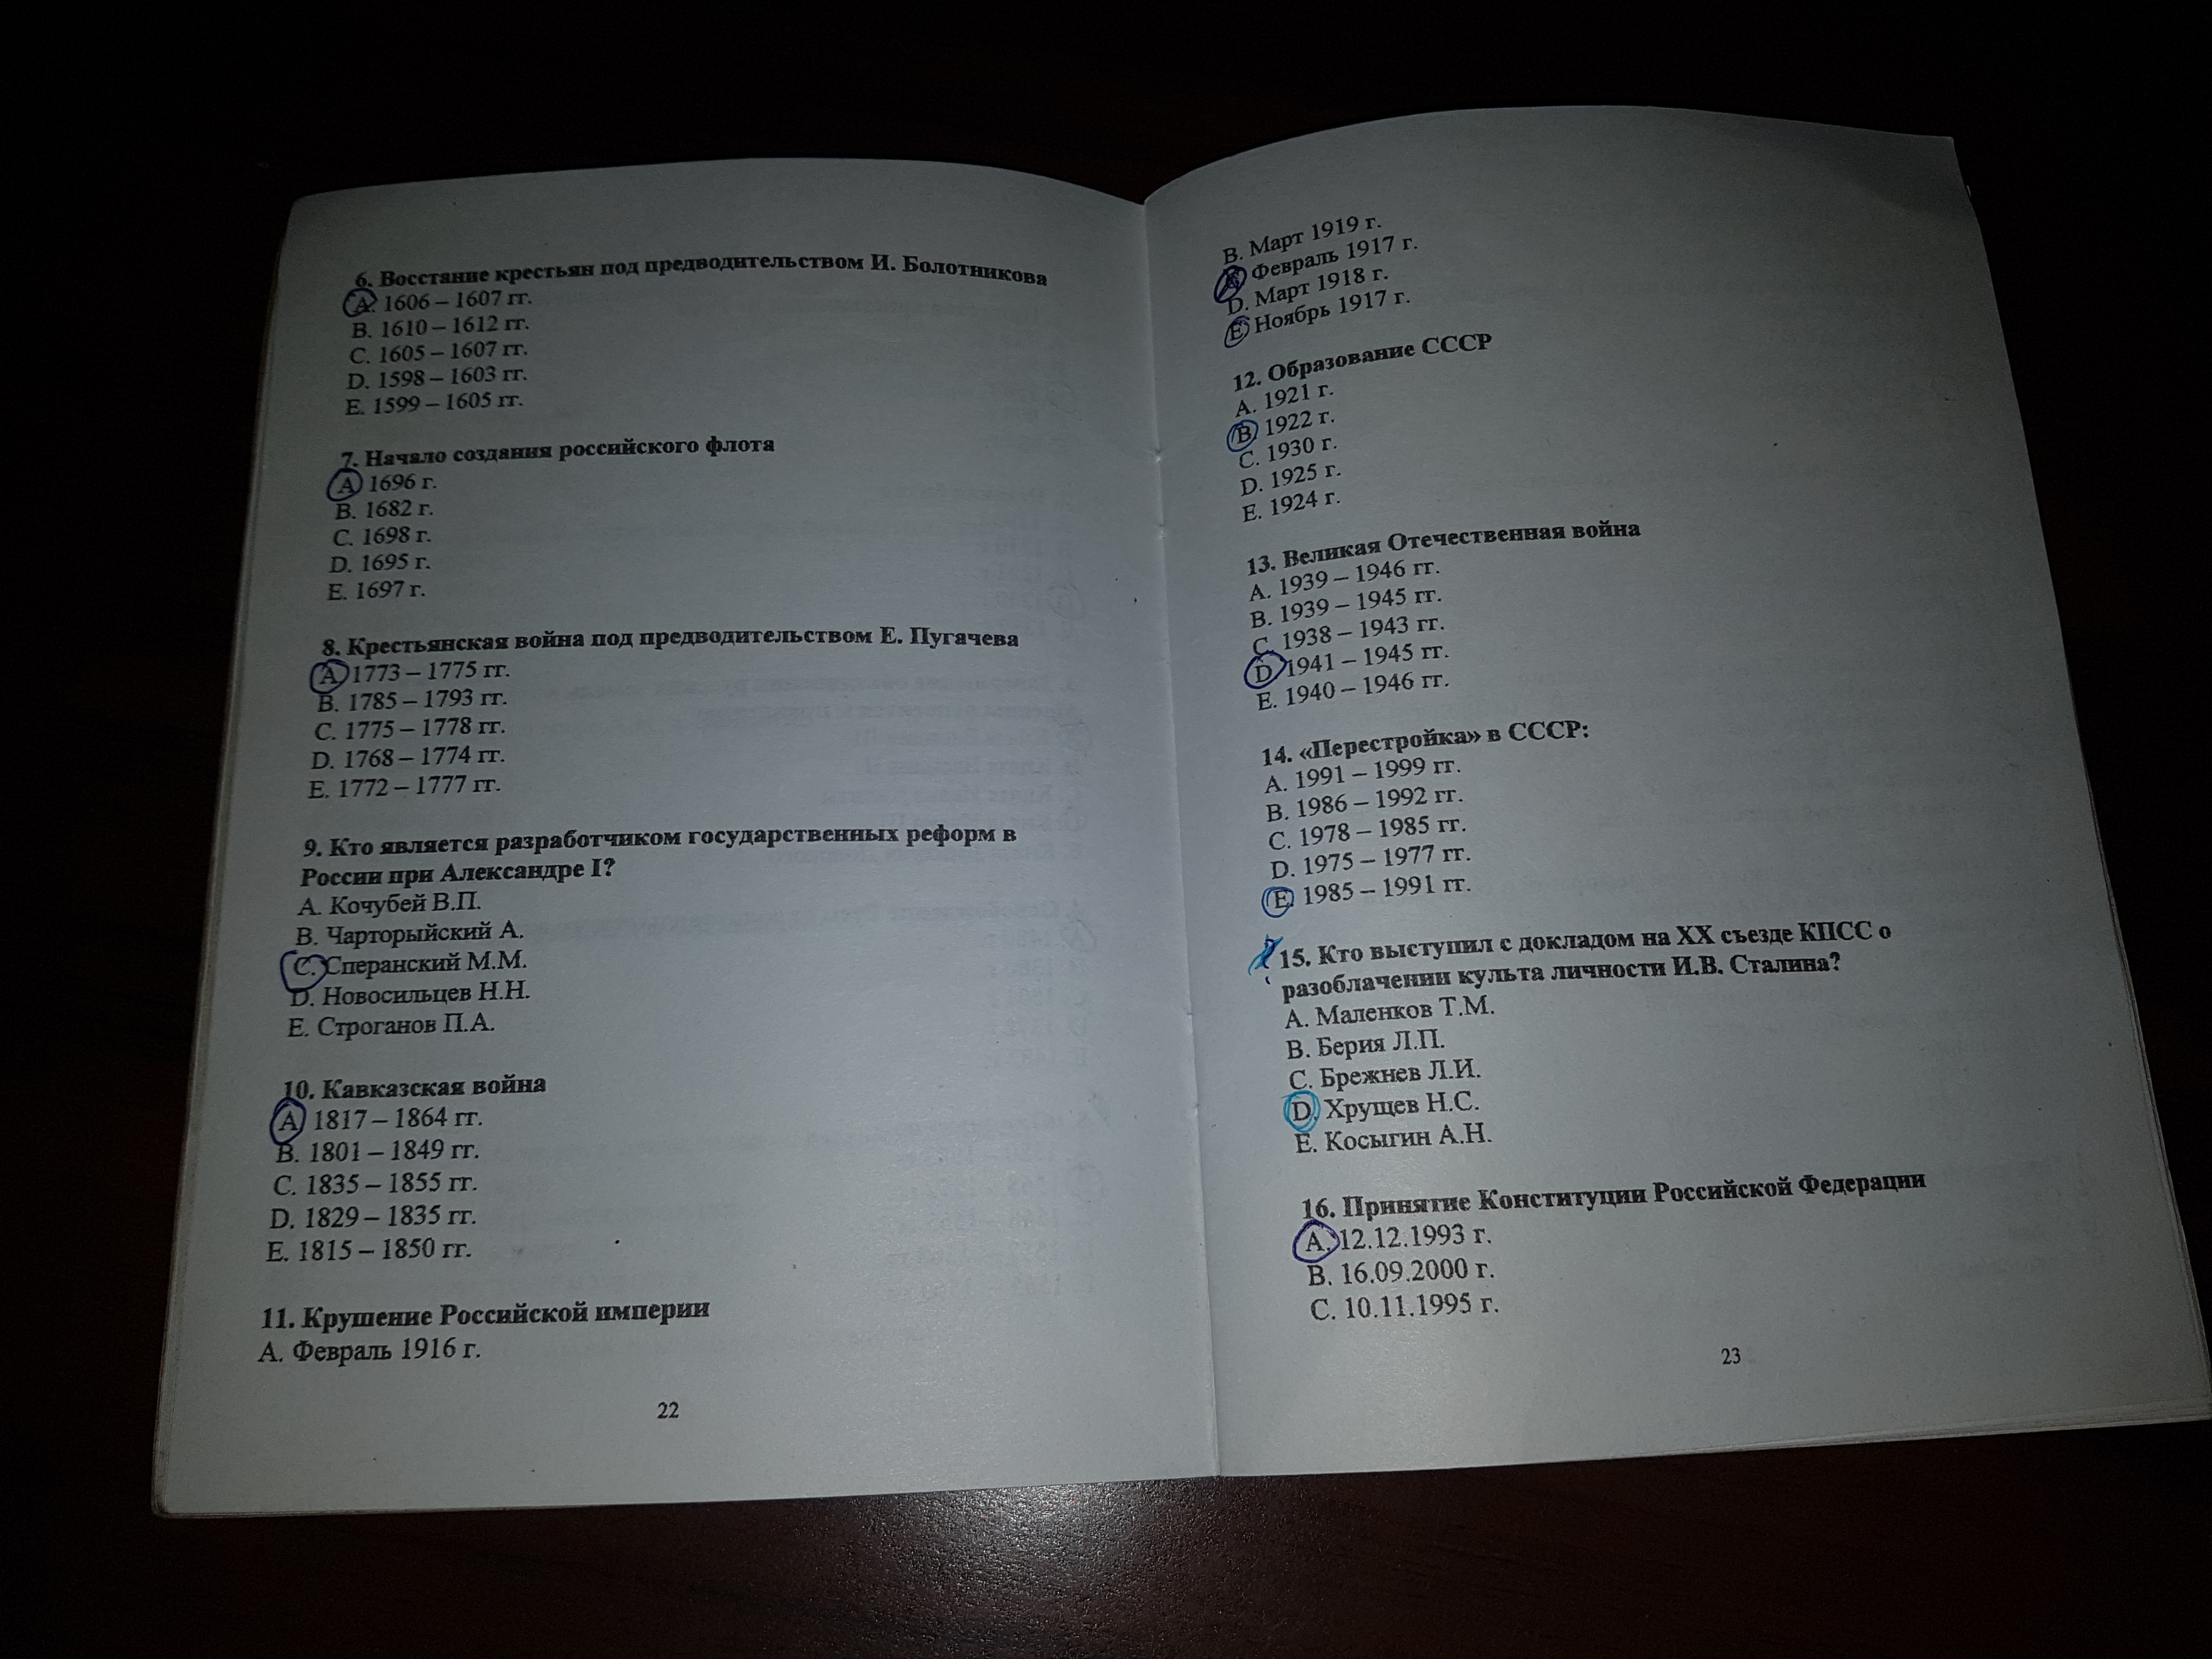 6. Восстание крестьян под предводительством И. Болотникова
A. 1606 – 1607 гг.
B. 1610 – 1612 гг.
C. 1605 – 1607 гг.
D. 1598 – 1603 гг.
E. 1599 – 1605 гг.
7. Начало создания российского флота
A 1696 г.
B. 1682 г.
C. 1698 г.
D. 1695 г.
E. 1697 г.
8. Крестьянская война под предводительством Е. Пугачева
A. 1773 – 1775 гг.
B. 1785 – 1793 гг.
C. 1775 – 1778 гг.
D. 1768 – 1774 гг.
E. 1772 – 1777 гг.
9. Кто является разработчиком государственных реформ в
России при Александре I?
A. Кочубей В.П.
B. Чарторыйский А.
C. Сперанский М.М.
D. Новосильцев Н.Н.
E. Строганов П.А.
10. Кавказская война
A 1817 – 1864 гг.
B. 1801 – 1849 гг.
C. 1835 – 1855 гг.
D. 1829 – 1835 гг.
E. 1815 – 1850 гг.
11. Крушение Российской империи
A. Февраль 1916 г.
22
B. Март 1919 г.
Февраль 1917 г.
D. Март 1918 г.
E Ноябрь 1917 г.
12. Образование СССР
A. 1921 г.
B. 1922 г.
C. 1930 г.
D. 1925 г.
E. 1924 г.
13. Великая Отечественная война
A. 1939 – 1946 гг.
B. 1939 – 1945 гг.
C. 1938 – 1943 гг.
D. 1941 – 1945 гг.
E. 1940 – 1946 гг.
14. «Перестройка» в СССР:
A. 1991 – 1999 гг.
B. 1986 – 1992 гг.
C. 1978 – 1985 гг.
D. 1975 – 1977 гг.
E. 1985 – 1991 гг.
15. Кто выступил с докладом на XX съезде КПСС о
разоблачении культа личности И.В. Сталина?
A. Маленков Т.М.
B. Берия Л.П.
C. Брежнев Л.И.
D. Хрущев Н.С.
E. Косыгин А.Н.
16. Принятие Конституции Российской Федерации
A. 12.12.1993 г.
B. 16.09.2000 г.
C. 10.11.1995 г.
23